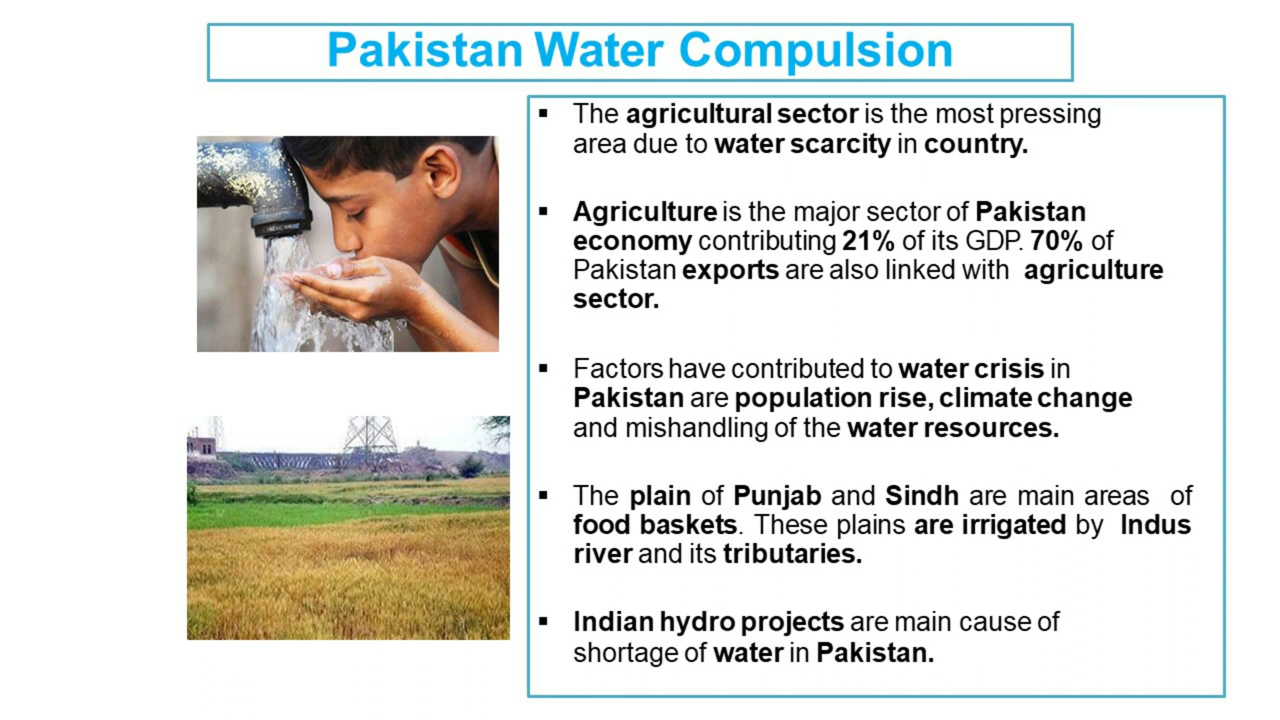 Pakistan Water Compulsion
▪ The agricultural sector is the most pressing
area due to water scarcity in country.
▪ Agriculture is the major sector of Pakistan
economy contributing 21% of its GDP. 70% of
Pakistan exports are also linked with agriculture
sector.
▪ Factors have contributed to water crisis in
Pakistan are population rise, climate change
and mishandling of the water resources.
▪ The plain of Punjab and Sindh are main areas of
food baskets. These plains are irrigated by Indus
river and its tributaries.
▪ Indian hydro projects are main cause of
shortage of water in Pakistan.